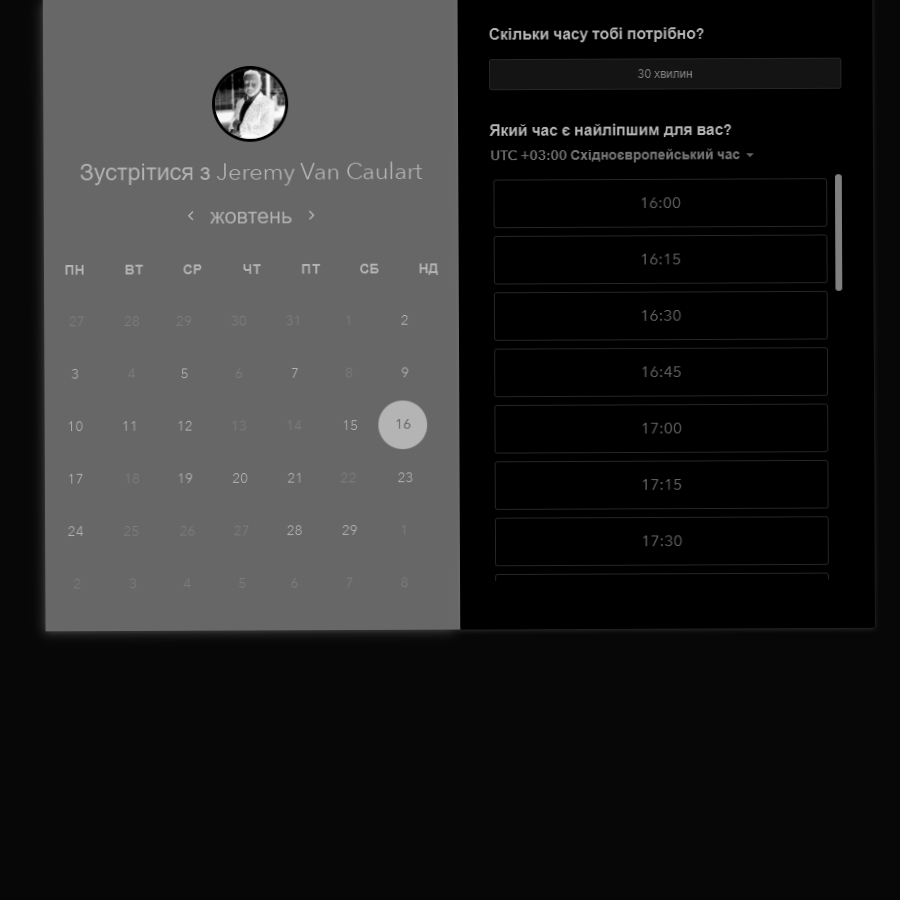 Зустрітися з Jeremy Van Caulart
жовтень
ПН ВТ СР ЧТ ПТ СБ НД
27 28 29 30 31 1 2
3 4 5 6 7 8 9
10 11 12 13 14 15 16
17 18 19 20 21 22 23
24 25 26 27 28 29 1
2 3 4 5 6 7 8
Скільки часу тобі потрібно?
30 хвилин
Який час є найліпшим для вас?
UTC +03:00 Східноєвропейський час
16:00
16:15
16:30
16:45
17:00
17:15
17:30